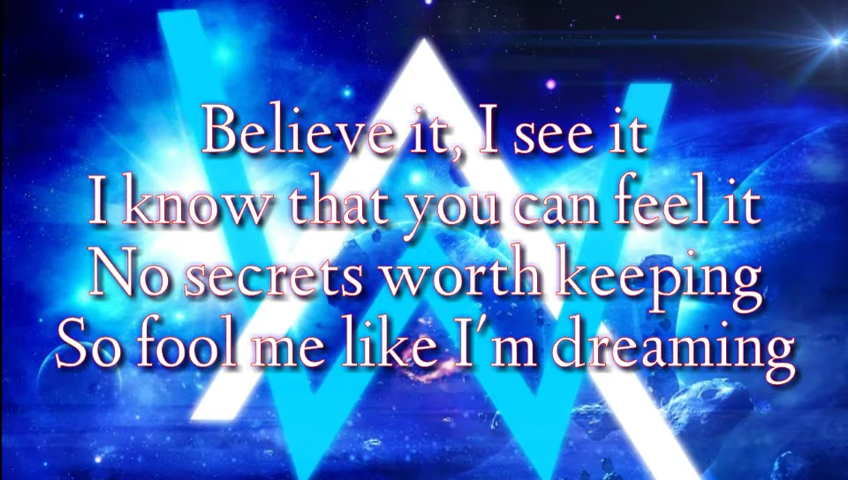 Believe it, I see it
I know that you can feel it
No secrets worth keeping
So fool me like I'm dreaming